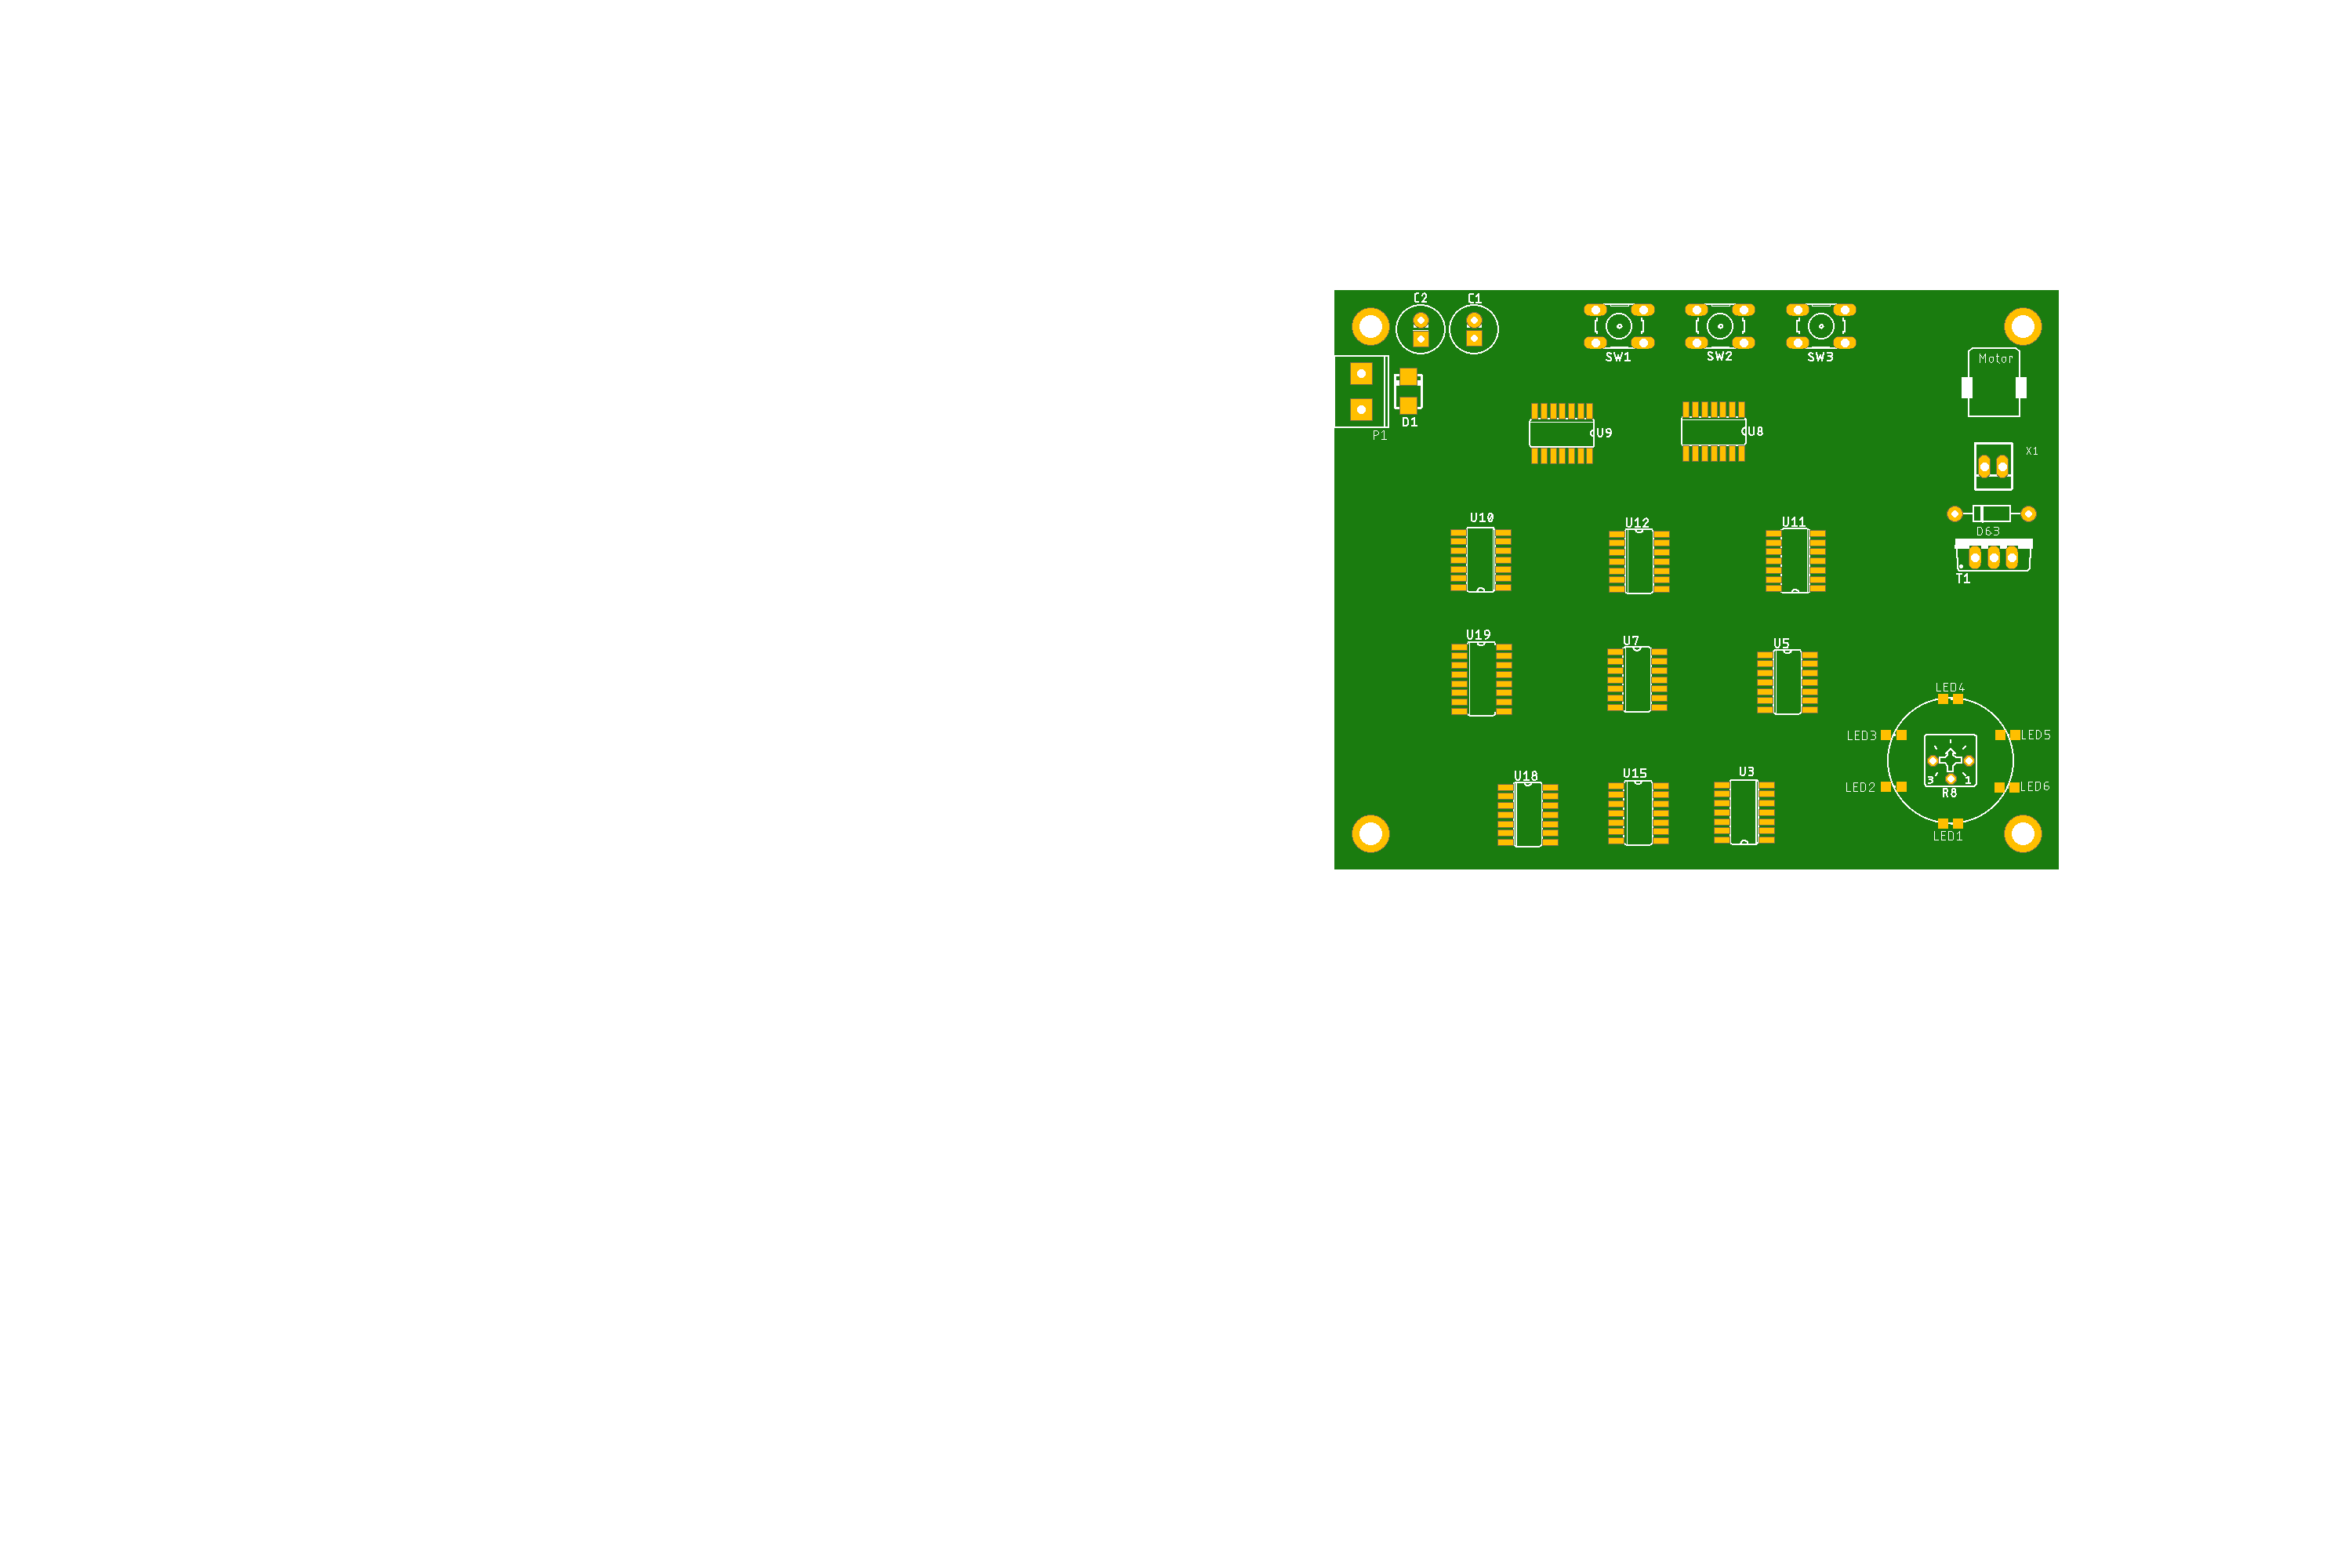 C2
C1
SW1
SW2
SW3
Motor
D1
P1
U9
U8
X1
U10
U12
U11
D63
T1
U19
U7
U5
LED4
LED3
LED5
3
1
LED2
R8
LED6
U18
U15
U3
LED1